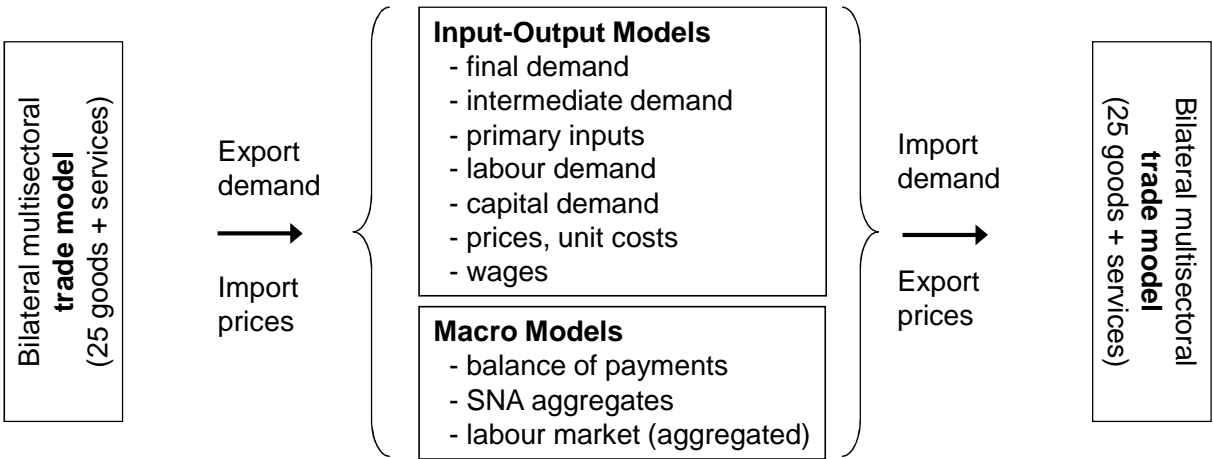 Bilateral multisectoral
trade model
(25 goods + services)
Export
demand
Import
prices
Input-Output Models
- final demand
- intermediate demand
- primary inputs
- labour demand
- capital demand
- prices, unit costs
- wages
Macro Models
- balance of payments
- SNA aggregates
- labour market (aggregated)
Import
demand
Export
prices
Bilateral multisectoral
trade model
(25 goods + services)